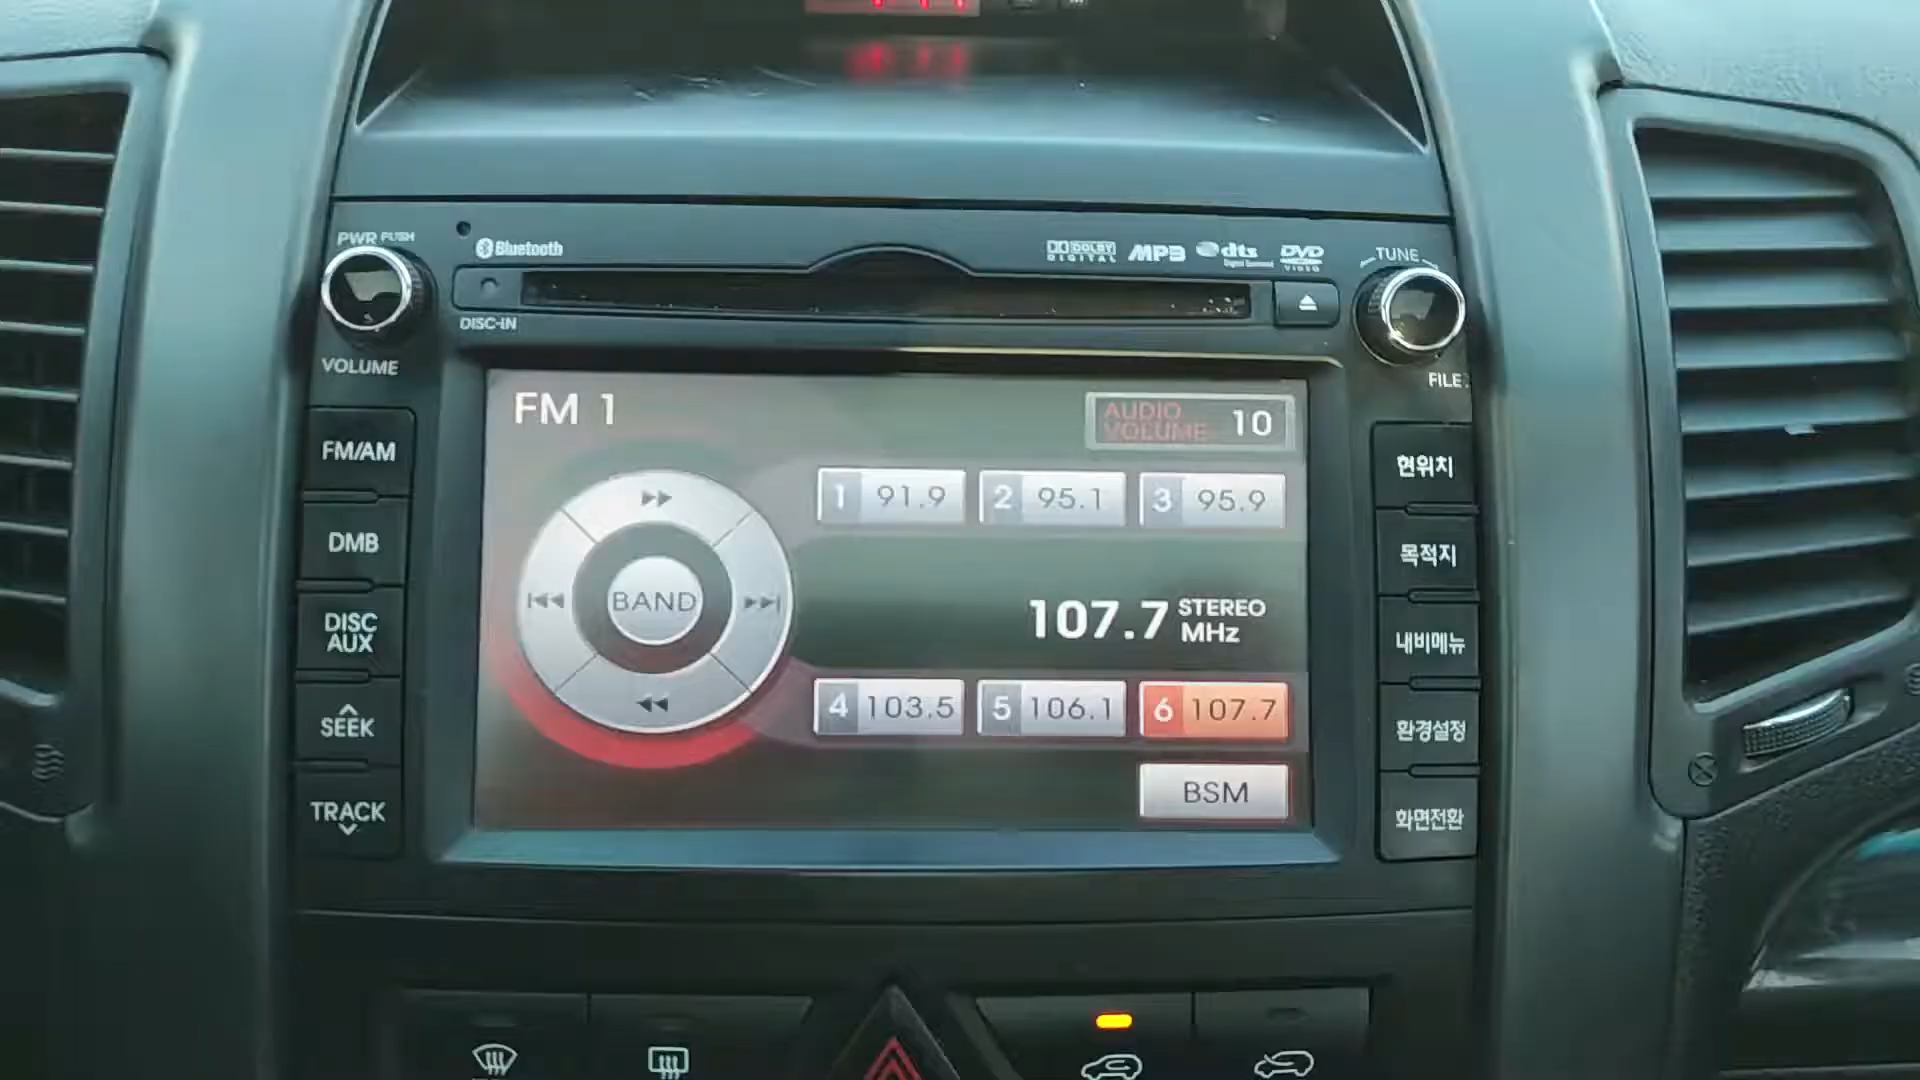 PWR PUSH
Bluetooth
DOLBY
DIGITAL
MP3
dts
Digital Surround
DVD
VIDEO
TUNE
DISC-IN
VOLUME
FILE
FM/AM
DMB
DISC
AUX
SEEK
TRACK
FM 1
AUDIO
VOLUME 10
1 91.9
2 95.1
3 95.9
BAND
107.7 STEREO
MHz
4 103.5
5 106.1
6 107.7
BSM
현위치
목적지
내비메뉴
환경설정
화면전환